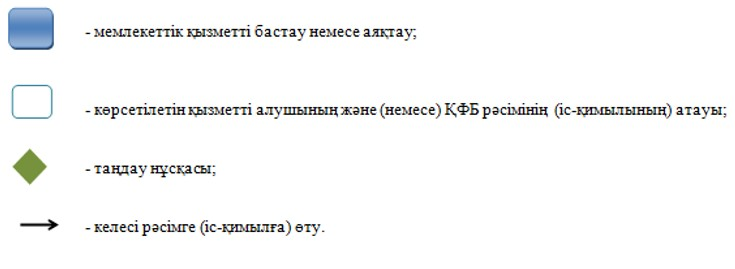 - мемлекеттік қызметті бастау немесе аяқтау;
- көрсетілетін қызметті алушының және (немесе) ҚФБ рәсімінің (іс-қимылының) атауы;
- таңдау нұсқасы;
- келесі рәсімге (іс-қимылға) өту.